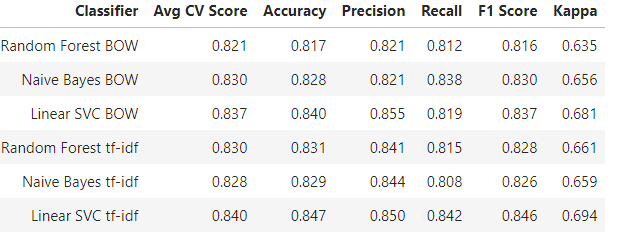 Classifier Avg CV Score Accuracy Precision Recall F1 Score Kappa
Random Forest BOW 0.821 0.817 0.821 0.812 0.816 0.635
Naive Bayes BOW 0.830 0.828 0.821 0.838 0.830 0.656
Linear SVC BOW 0.837 0.840 0.855 0.819 0.837 0.681
Random Forest tf-idf 0.830 0.831 0.841 0.815 0.828 0.661
Naive Bayes tf-idf 0.828 0.829 0.844 0.808 0.826 0.659
Linear SVC tf-idf 0.840 0.847 0.850 0.842 0.846 0.694